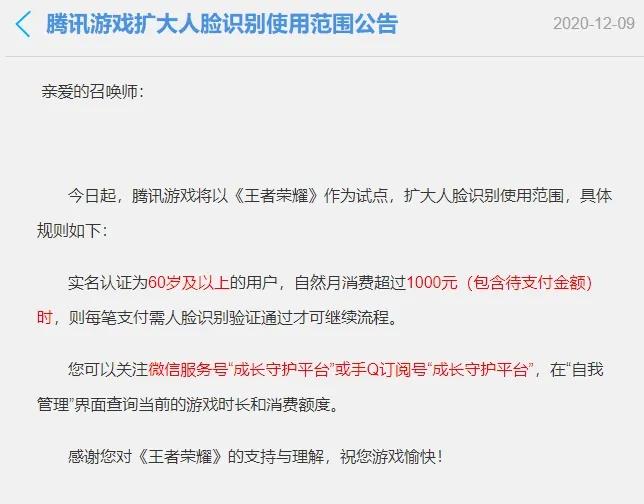 腾讯游戏扩大人脸识别使用范围公告
2020-12-09
亲爱的召唤师：
今日起，腾讯游戏将以《王者荣耀》作为试点，扩大人脸识别使用范围，具体
规则如下：
实名认证为60岁及以上的用户，自然月消费超过1000元（包含待支付金额）
时，则每笔支付需人脸识别验证通过才可继续流程。
您可以关注微信服务号“成长守护平台”或手Q订阅号“成长守护平台”，在“自我
管理”界面查询当前的游戏时长和消费额度。
感谢您对《王者荣耀》的支持与理解，祝您游戏愉快！